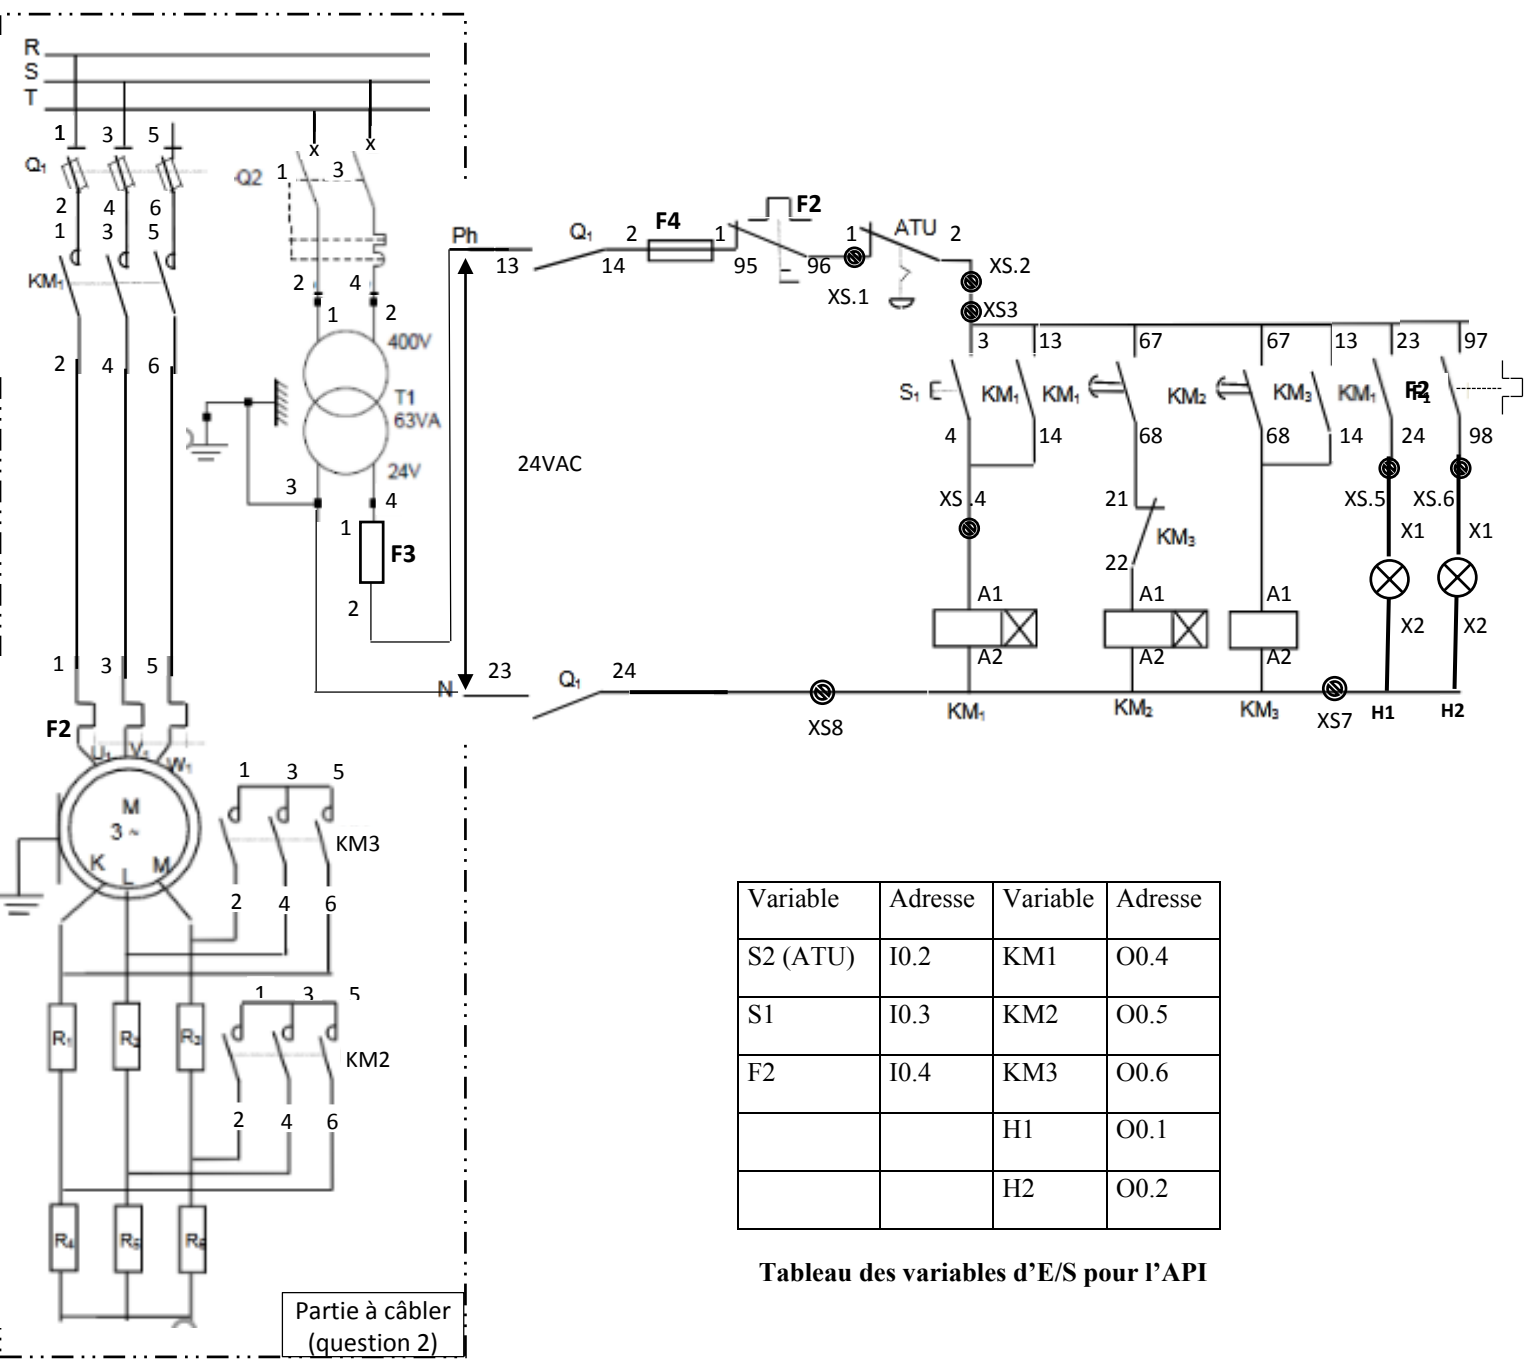 R
S
T
1 3 5
Q₁
2 4 6
1 3 5
KM₁
2 4 6
x x
Q2 1 3
2 4
1 2
400V
T1
63VA
24V
3 4
1
F3
2
Ph
24VAC
N
13 Q₁ 14
2 F4 1
F2
95 96
XS.1
1 ATU 2
XS.2
XS3
3 13 67 67 13 23 97
S₁ KM₁ KM₁ KM₂ KM₃ KM₁ F2
4 14 68 68 14 24 98
XS .4 21 XS.5 XS.6
KM₃ X1 X1
22
A1 A1 A1
X2 X2
A2 A2 A2
23 Q₁ 24
XS8 KM₁ KM₂ KM₃ XS7 H1 H2
1 3 5
F2
U₁ V₁ W₁
M
3 ~
K L M
1 3 5
KM3
2 4 6
1 3 5
R₁ R₂ R₃
KM2
2 4 6
R₄ R₅ R₆
Partie à câbler
(question 2)
Variable Adresse Variable Adresse
S2 (ATU) I0.2 KM1 O0.4
S1 I0.3 KM2 O0.5
F2 I0.4 KM3 O0.6
H1 O0.1
H2 O0.2
Tableau des variables d’E/S pour l’API